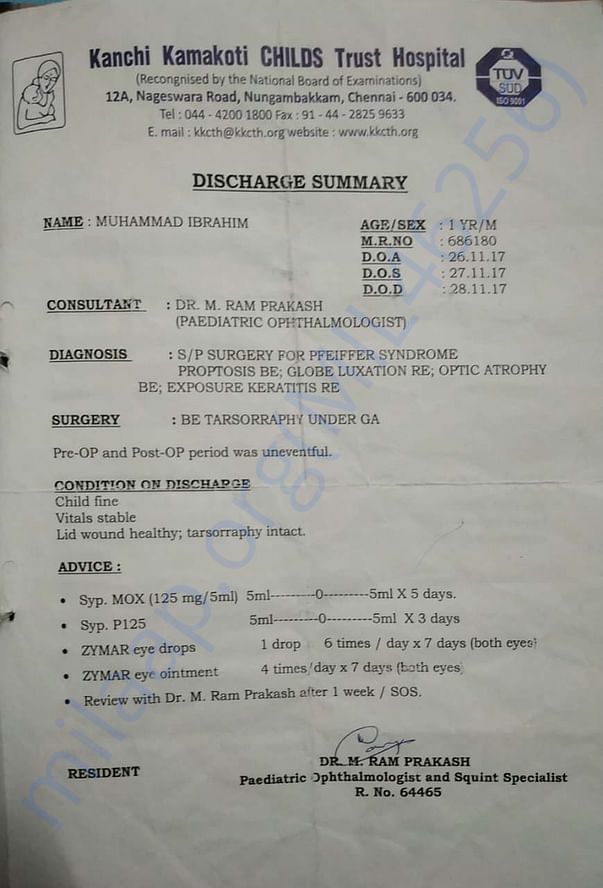 Kanchi Kamakoti CHILDS Trust Hospital
(Recongnised by the National Board of Examinations)
12A, Nageswara Road, Nungambakkam, Chennai - 600 034.
Tel : 044 - 4200 1800 Fax : 91 - 44 - 2825 9633
E. mail : kkcth@kkcth.org website : www.kkcth.org
TUV
SUD
ISO 9001
DISCHARGE SUMMARY
NAME : MUHAMMAD IBRAHIM
AGE/SEX : 1 YR/M
M.R.NO : 686180
D.O.A : 26.11.17
D.O.S : 27.11.17
D.O.D : 28.11.17
CONSULTANT : DR. M. RAM PRAKASH
(PAEDIATRIC OPHTHALMOLOGIST)
DIAGNOSIS : S/P SURGERY FOR PFEIFFER SYNDROME
PROPTOSIS BE; GLOBE LUXATION RE; OPTIC ATROPHY
BE; EXPOSURE KERATITIS RE
SURGERY : BE TARSORRAPHY UNDER GA
Pre-OP and Post-OP period was uneventful.
CONDITION ON DISCHARGE
Child fine
Vitals stable
Lid wound healthy; tarsorraphy intact.
ADVICE :
• Syp. MOX (125 mg/5ml) 5ml---------0---------5ml X 5 days.
• Syp. P125 5ml---------0---------5ml X 3 days
• ZYMAR eye drops 1 drop 6 times / day x 7 days (both eyes)
• ZYMAR eye ointment 4 times/day x 7 days (both eyes)
• Review with Dr. M. Ram Prakash after 1 week / SOS.
RESIDENT
DR. M. RAM PRAKASH
Paediatric Ophthalmologist and Squint Specialist
R. No. 64465
milaap.org(MIL462256)